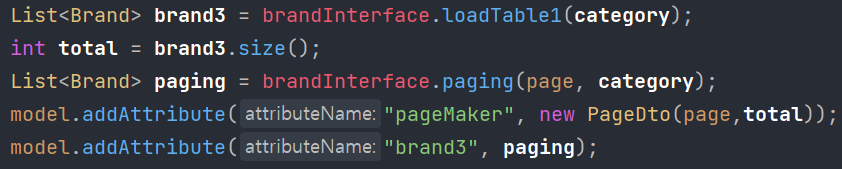 List<Brand> brand3 = brandInterface.loadTable1(category);
int total = brand3.size();
List<Brand> paging = brandInterface.paging(page, category);
model.addAttribute( attributeName: "pageMaker", new PageDto(page,total));
model.addAttribute( attributeName: "brand3", paging);